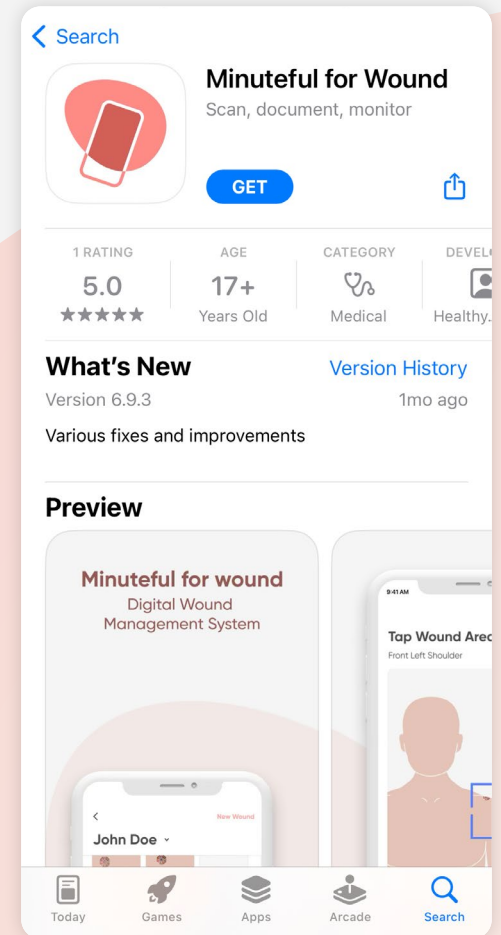 Search
Minuteful for Wound
Scan, document, monitor
GET
1 RATING
5.0
AGE
17+
Years Old
CATEGORY
Medical
DEVEL
Healthy.
What's New
Version History
Version 6.9.3
1mo ago
Various fixes and improvements
Preview
Minuteful for wound
Digital Wound
Management System
New Wound
John Doe
9:41 AM
Tap Wound Area
Front Left Shoulder
Today
Games
Apps
Arcade
Search